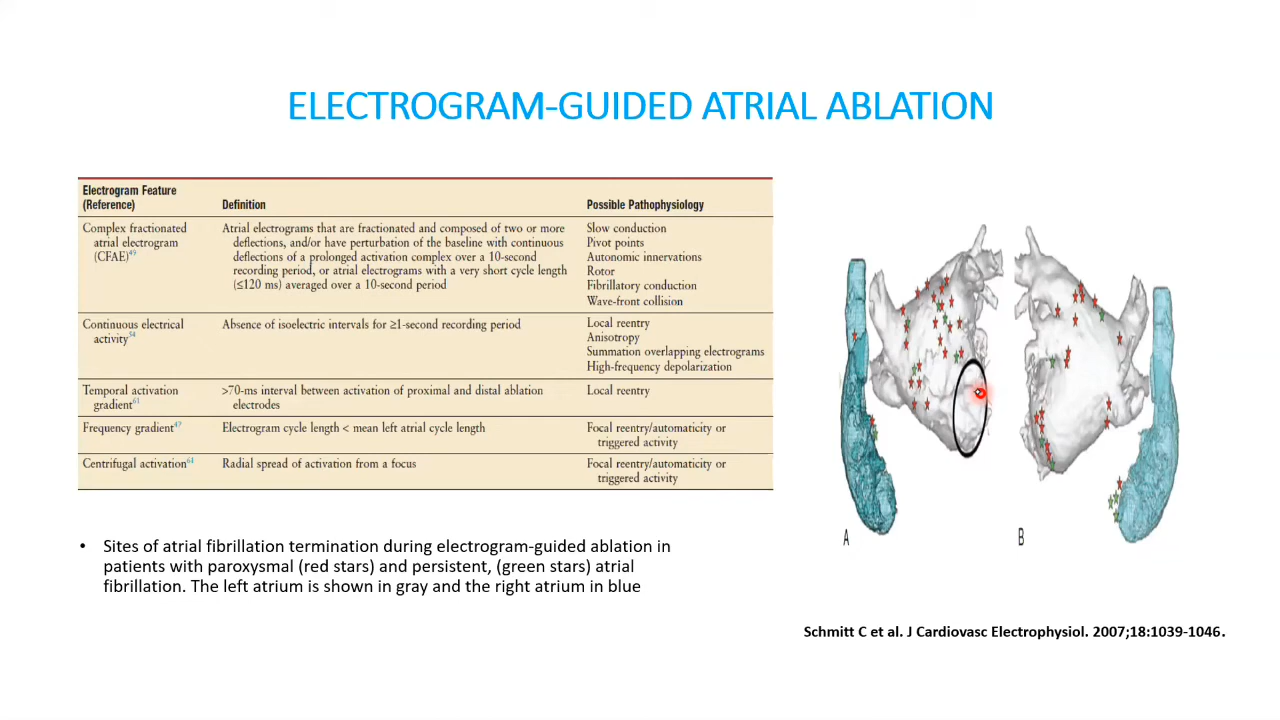 ELECTROGRAM-GUIDED ATRIAL ABLATION
Electrogram Feature
(Reference)
Definition
Possible Pathophysiology
Complex fractionated
atrial electrogram
(CFAE)49
Atrial electrograms that are fractionated and composed of two or more
deflections, and/or have perturbation of the baseline with continuous
deflections of a prolonged activation complex over a 10-second
recording period, or atrial electrograms with a very short cycle length
(≤120 ms) averaged over a 10-second period
Slow conduction
Pivot points
Autonomic innervations
Rotor
Fibrillatory conduction
Wave-front collision
Continuous electrical
activity54
Absence of isoelectric intervals for ≥1-second recording period
Local reentry
Anisotropy
Summation overlapping electrograms
High-frequency depolarization
Temporal activation
gradient61
>70-ms interval between activation of proximal and distal ablation
electrodes
Local reentry
Frequency gradient47
Electrogram cycle length < mean left atrial cycle length
Focal reentry/automaticity or
triggered activity
Centrifugal activation64
Radial spread of activation from a focus
Focal reentry/automaticity or
triggered activity
A
B
• Sites of atrial fibrillation termination during electrogram-guided ablation in
patients with paroxysmal (red stars) and persistent, (green stars) atrial
fibrillation. The left atrium is shown in gray and the right atrium in blue
Schmitt C et al. J Cardiovasc Electrophysiol. 2007;18:1039-1046.